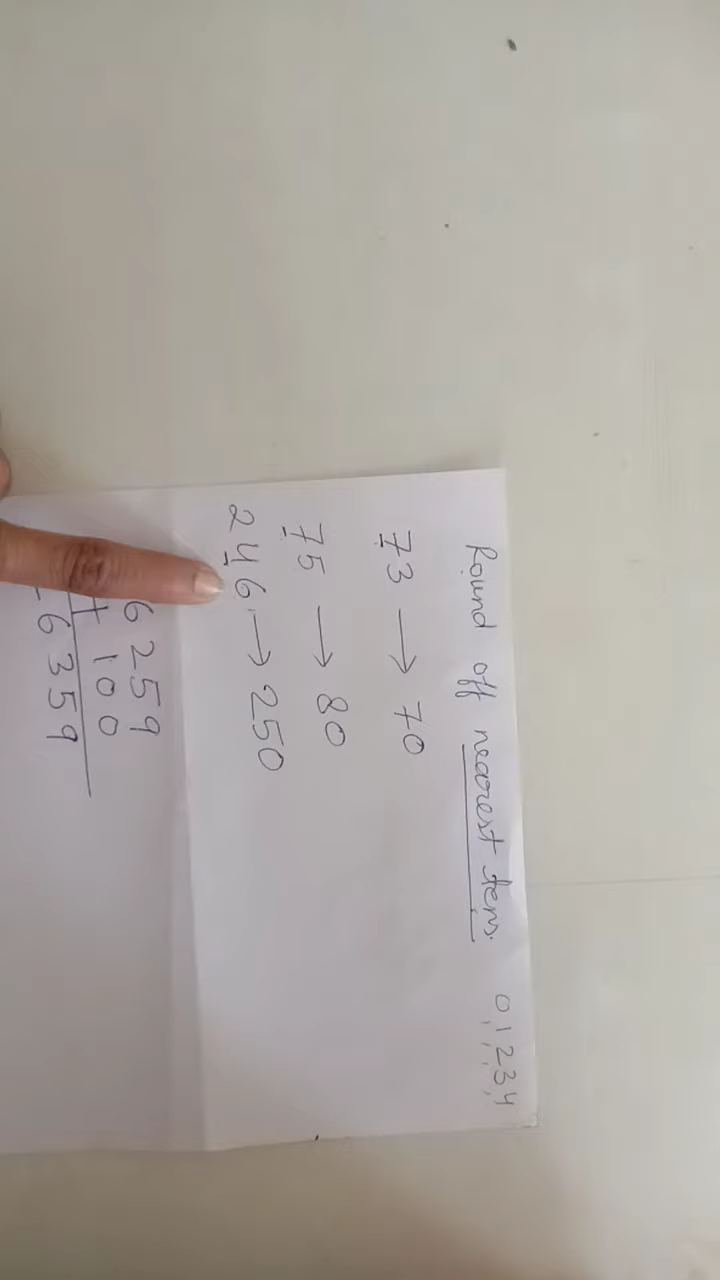 Round off nearest tens. 0,1,2,3,4
73 → 70
75 → 80
246 → 250
6259
+ 100
6359